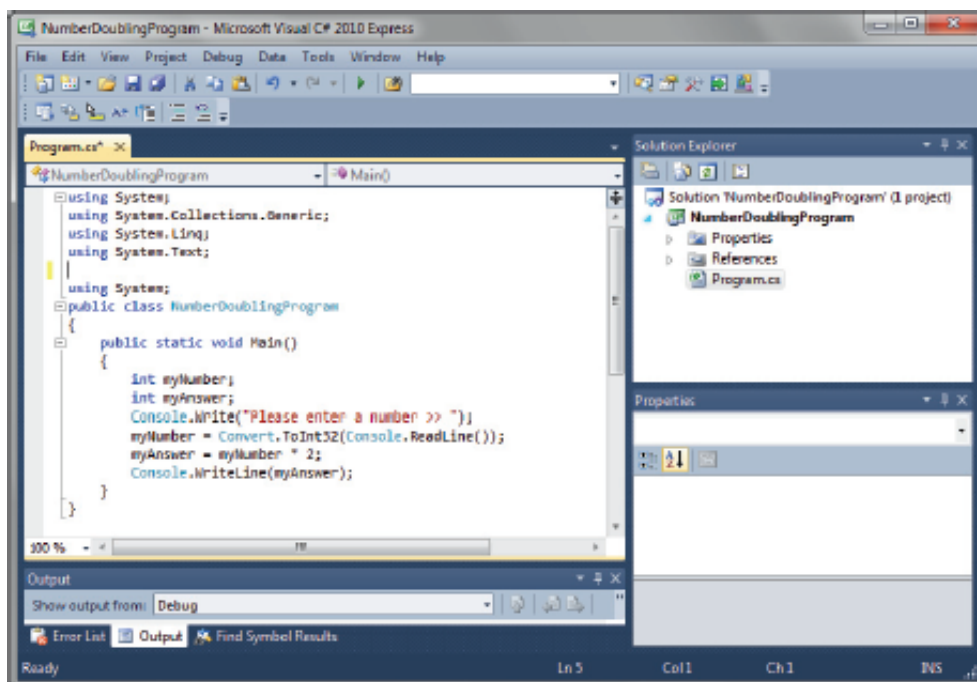 NumberDoublingProgram - Microsoft Visual C# 2010 Express
File Edit View Project Debug Data Tools Window Help
Program.cs*
NumberDoublingProgram
Main()
using System;
using System.Collections.Generic;
using System.Linq;
using System.Text;
using System;
public class NumberDoublingProgram
{
public static void Main()
{
int myNumber;
int myAnswer;
Console.Write("Please enter a number >> ");
myNumber = Convert.ToInt32(Console.ReadLine());
myAnswer = myNumber * 2;
Console.WriteLine(myAnswer);
}
}
100 %
Output
Show output from: Debug
Error List Output Find Symbol Results
Solution Explorer
Solution 'NumberDoublingProgram' (1 project)
NumberDoublingProgram
Properties
References
Program.cs
Properties
Ready Ln 5 Col 1 Ch 1 INS